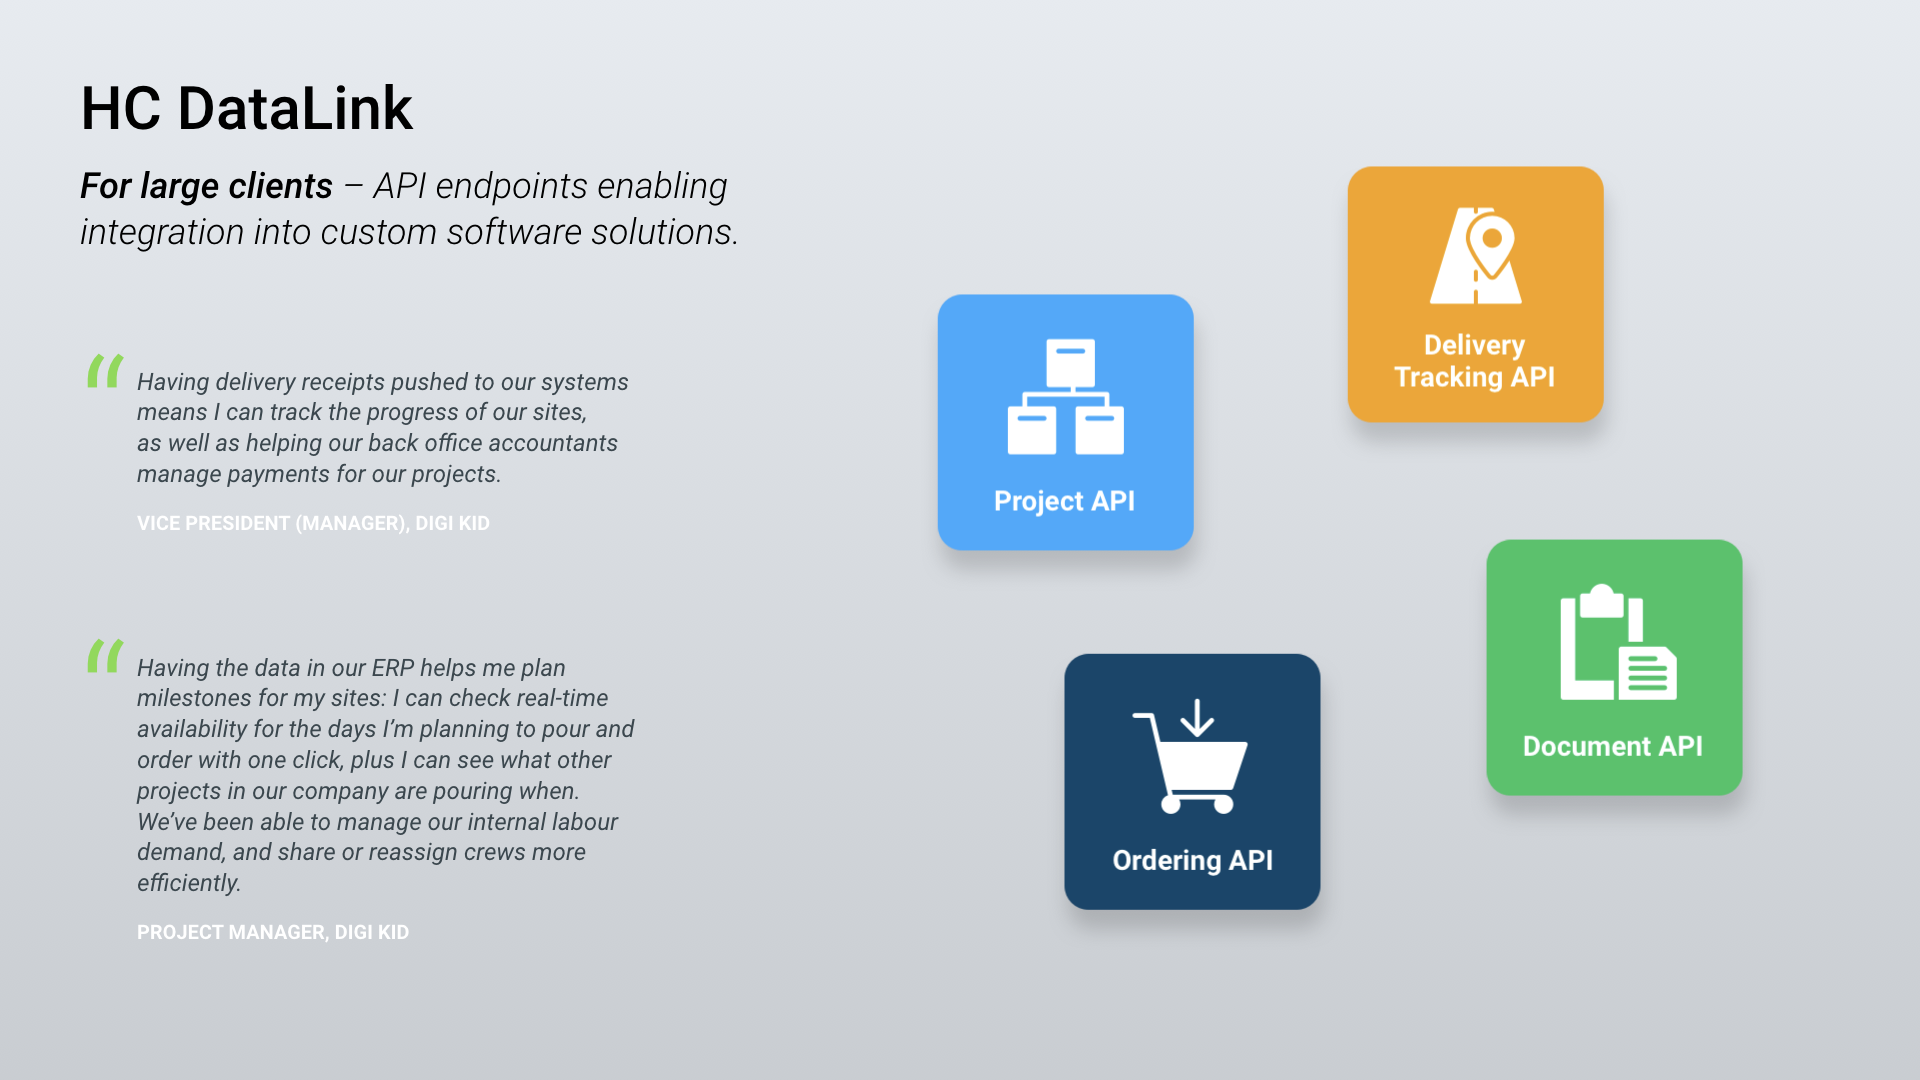 HC DataLink
For large clients – API endpoints enabling
integration into custom software solutions.
“
Having delivery receipts pushed to our systems
means I can track the progress of our sites,
as well as helping our back office accountants
manage payments for our projects.
VICE PRESIDENT (MANAGER), DIGI KID
“
Having the data in our ERP helps me plan
milestones for my sites: I can check real-time
availability for the days I’m planning to pour and
order with one click, plus I can see what other
projects in our company are pouring when.
We’ve been able to manage our internal labour
demand, and share or reassign crews more
efficiently.
PROJECT MANAGER, DIGI KID
Delivery
Tracking API
Project API
Document API
Ordering API